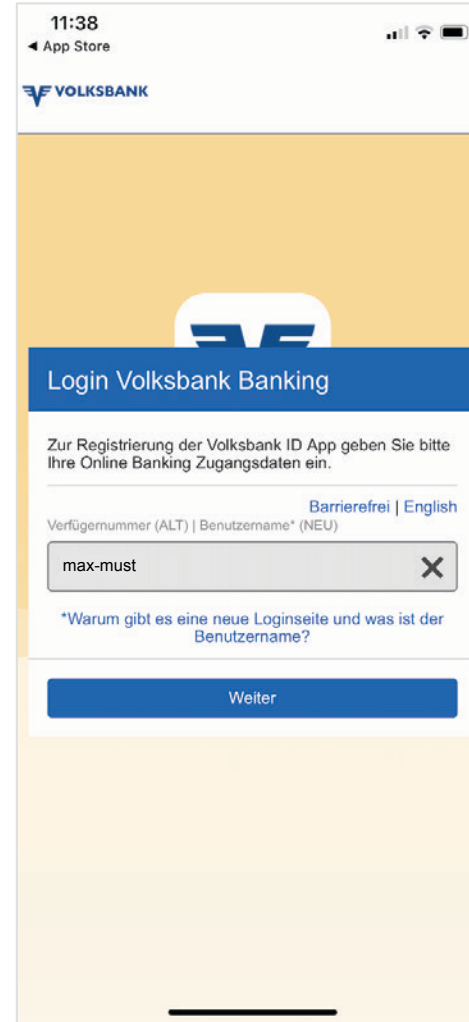 11:38
◀ App Store
VOLKSBANK
Login Volksbank Banking
Zur Registrierung der Volksbank ID App geben Sie bitte
Ihre Online Banking Zugangsdaten ein.
Barrierefrei | English
Verfügernummer (ALT) | Benutzername* (NEU)
max-must
*Warum gibt es eine neue Loginseite und was ist der
Benutzername?
Weiter